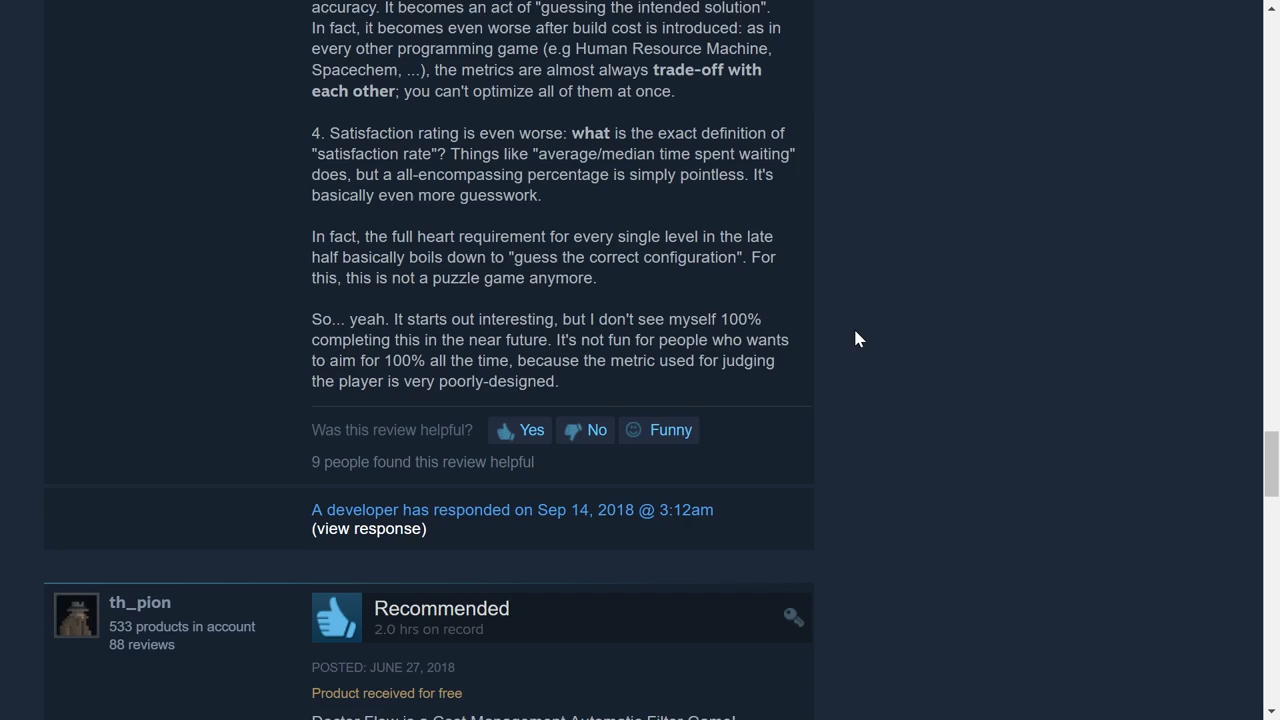 accuracy. It becomes an act of "guessing the intended solution".
In fact, it becomes even worse after build cost is introduced: as in
every other programming game (e.g Human Resource Machine,
Spacechem, ...), the metrics are almost always trade-off with
each other; you can't optimize all of them at once.
4. Satisfaction rating is even worse: what is the exact definition of
"satisfaction rate"? Things like "average/median time spent waiting"
does, but a all-encompassing percentage is simply pointless. It's
basically even more guesswork.
In fact, the full heart requirement for every single level in the late
half basically boils down to "guess the correct configuration". For
this, this is not a puzzle game anymore.
So... yeah. It starts out interesting, but I don't see myself 100%
completing this in the near future. It's not fun for people who wants
to aim for 100% all the time, because the metric used for judging
the player is very poorly-designed.
Was this review helpful? Yes No Funny
9 people found this review helpful
A developer has responded on Sep 14, 2018 @ 3:12am
(view response)
th_pion
533 products in account
88 reviews
Recommended
2.0 hrs on record
POSTED: JUNE 27, 2018
Product received for free
Doctor Flow is a Cost Management Automatic Filter Game!